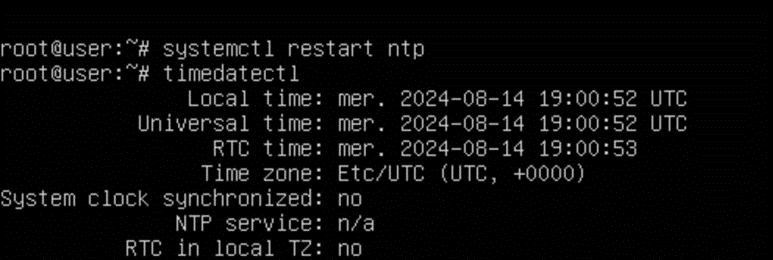 root@user:~# systemctl restart ntp
root@user:~# timedatectl
Local time: mer. 2024-08-14 19:00:52 UTC
Universal time: mer. 2024-08-14 19:00:52 UTC
RTC time: mer. 2024-08-14 19:00:53
Time zone: Etc/UTC (UTC, +0000)
System clock synchronized: no
NTP service: n/a
RTC in local TZ: no